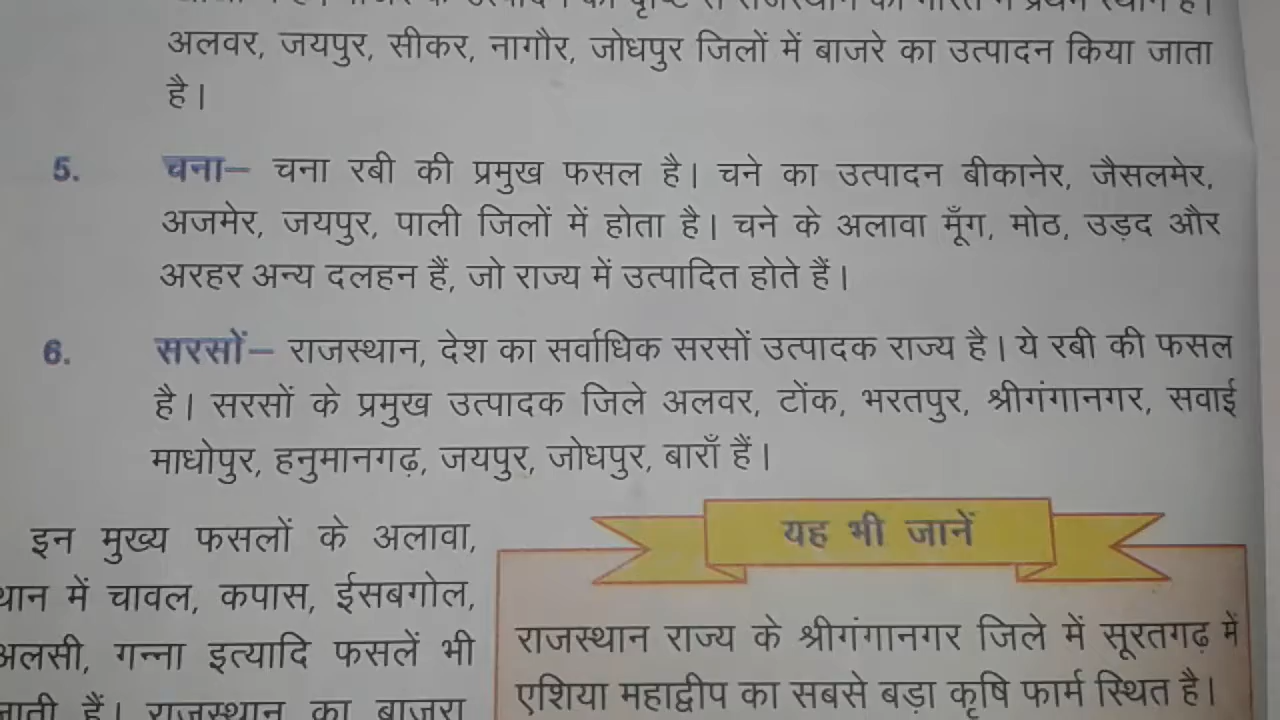 अलवर, जयपुर, सीकर, नागौर, जोधपुर जिलों में बाजरे का उत्पादन किया जाता
है।
5. चना– चना रबी की प्रमुख फसल है। चने का उत्पादन बीकानेर, जैसलमेर,
अजमेर, जयपुर, पाली जिलों में होता है। चने के अलावा मूँग, मोठ, उड़द और
अरहर अन्य दलहन हैं, जो राज्य में उत्पादित होते हैं।
6. सरसों– राजस्थान, देश का सर्वाधिक सरसों उत्पादक राज्य है। ये रबी की फसल
है। सरसों के प्रमुख उत्पादक जिले अलवर, टोंक, भरतपुर, श्रीगंगानगर, सवाई
माधोपुर, हनुमानगढ़, जयपुर, जोधपुर, बाराँ हैं।
इन मुख्य फसलों के अलावा,
थान में चावल, कपास, ईसबगोल,
अलसी, गन्ना इत्यादि फसलें भी
जाती हैं। राजस्थान का बाजरा
यह भी जानें
राजस्थान राज्य के श्रीगंगानगर जिले में सूरतगढ़ में
एशिया महाद्वीप का सबसे बड़ा कृषि फार्म स्थित है।